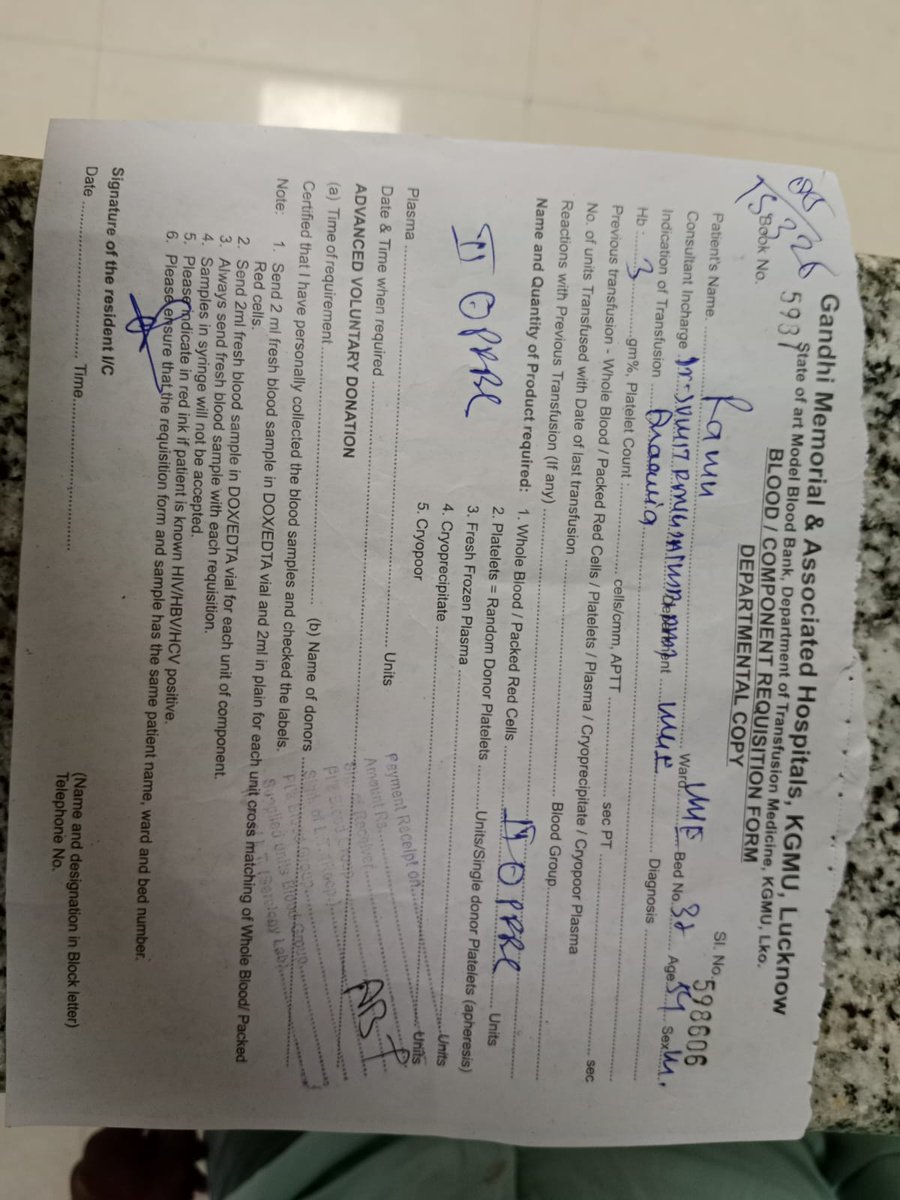 Gandhi Memorial & Associated Hospitals, KGMU, Lucknow
State of art Model Blood Bank, Department of Transfusion Medicine, KGMU, Lko.
BLOOD / COMPONENT REQUISITION FORM
DEPARTMENTAL COPY
Book No. 5937
Sl. No. 598606
Patient's Name. Ramu Ward Bed No. 32 Age 54 Sex M.
Consultant Incharge Department Diagnosis
Indication of Transfusion Anaemia
Hb : 3 gm%, Platelet Count cells/cmm, APTT sec PT sec
Previous transfusion - Whole Blood / Packed Red Cells / Platelets / Plasma / Cryoprecipitate / Cryopoor Plasma
No. of units Transfused with Date of last transfusion
Reactions with Previous Transfusion (If any) Blood Group
Name and Quantity of Product required: 1. Whole Blood / Packed Red Cells Units
2. Platelets = Random Donor Platelets Units/Single donor Platelets (apheresis)
3. Fresh Frozen Plasma Units
4. Cryoprecipitate Units
5. Cryopoor
Plasma Units
Date & Time when required
ADVANCED VOLUNTARY DONATION
(a) Time of requirement (b) Name of donors
Certified that I have personally collected the blood samples and checked the labels.
Payment Receipt on
Amount Rs.
Note: 1. Send 2 ml fresh blood sample in DOX/EDTA vial and 2ml in plain for each unit cross matching of Whole Blood/ Packed
Red cells.
2. Send 2ml fresh blood sample in DOX/EDTA vial for each unit of component.
3. Always send fresh blood sample with each requisition.
4. Samples in syringe will not be accepted.
5. Please indicate in red ink if patient is known HIV/HBV/HCV positive.
6. Please ensure that the requisition form and sample has the same patient name, ward and bed number.
Signature of the resident I/C
Date Time
(Name and designation in Block letter)
Telephone No.